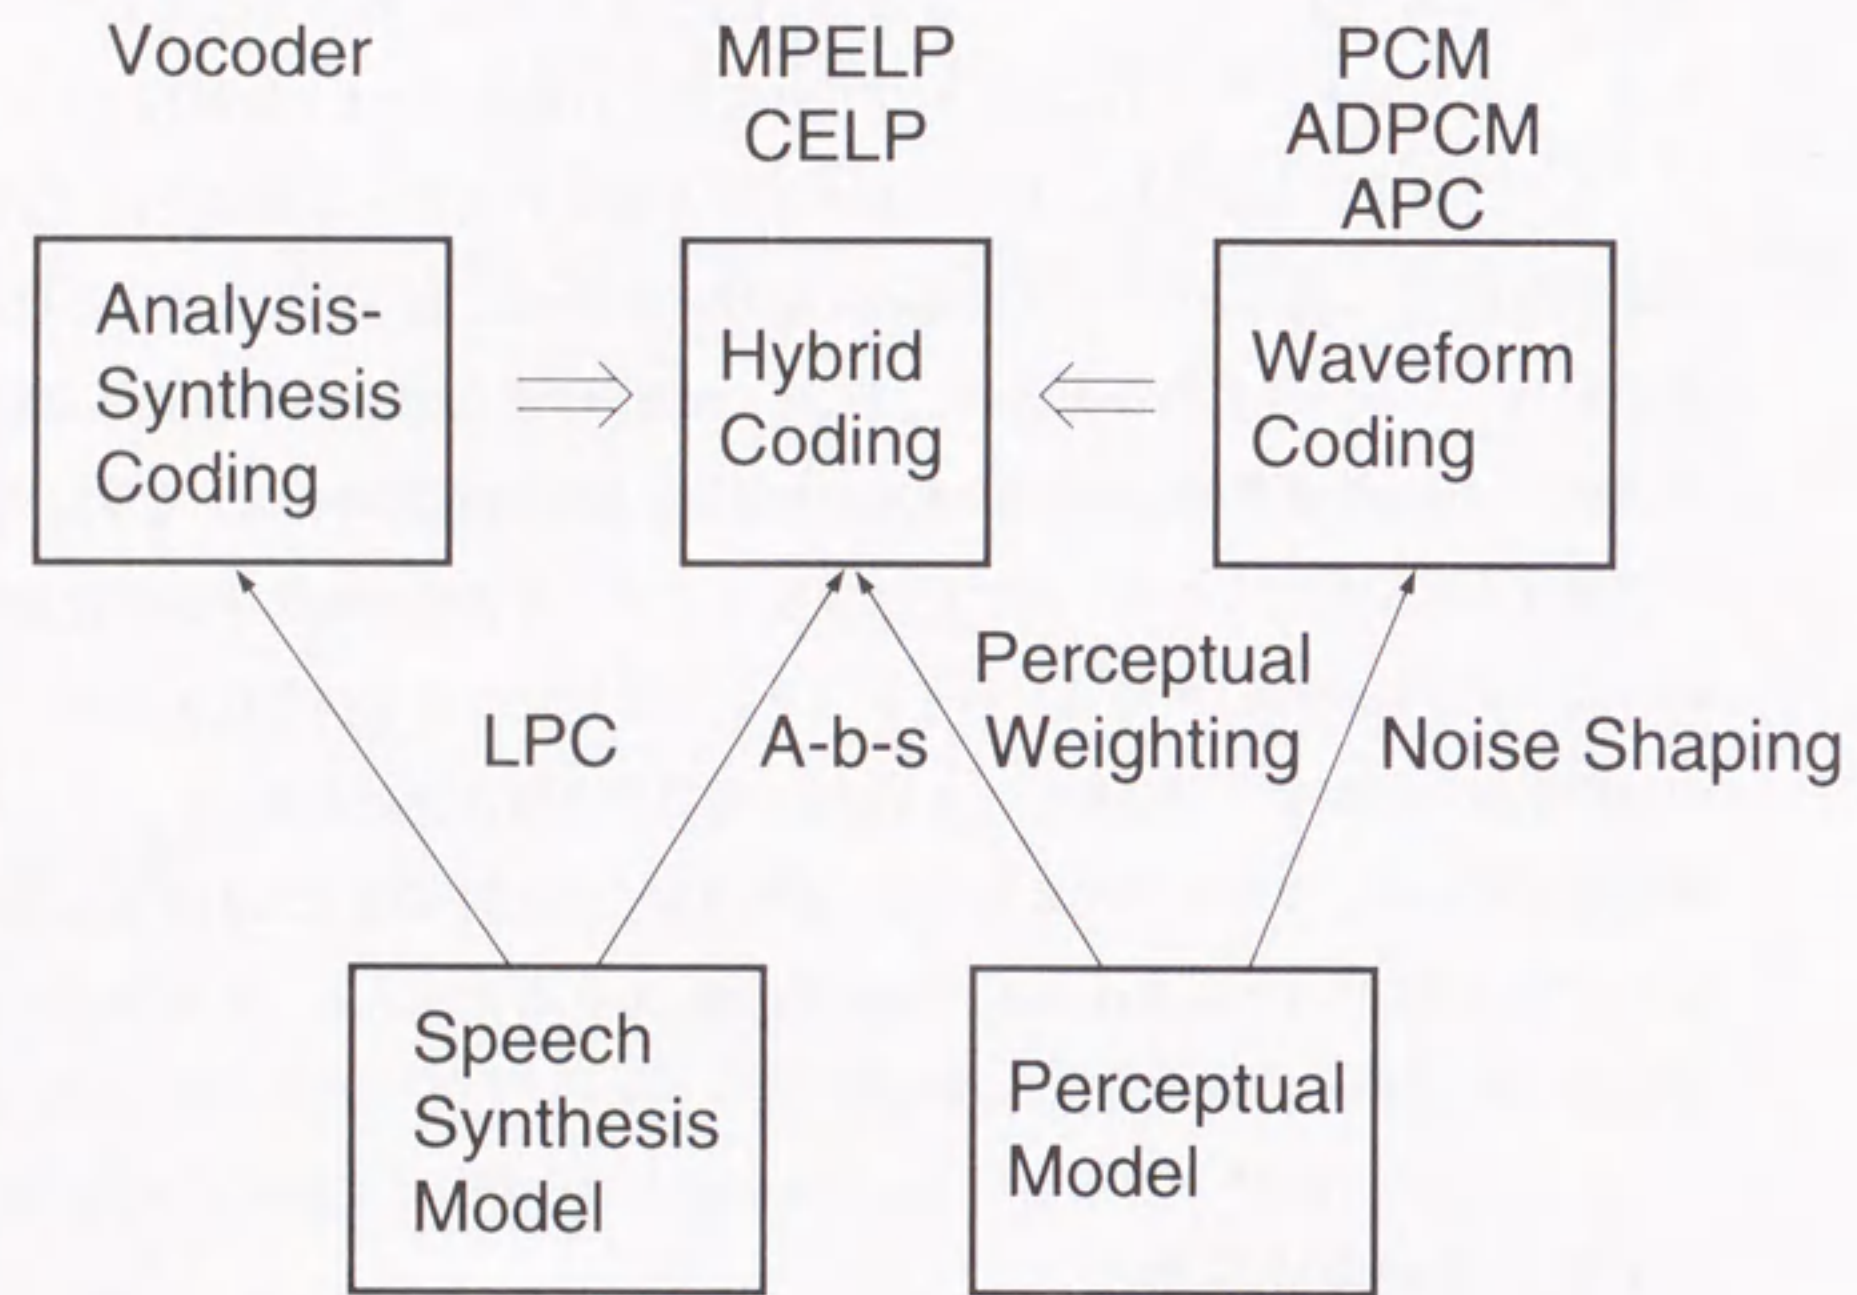 Vocoder
MPELP
CELP
PCM
ADPCM
APC
Analysis-
Synthesis
Coding
Hybrid
Coding
Waveform
Coding
LPC
A-b-s
Perceptual
Weighting
Noise Shaping
Speech
Synthesis
Model
Perceptual
Model